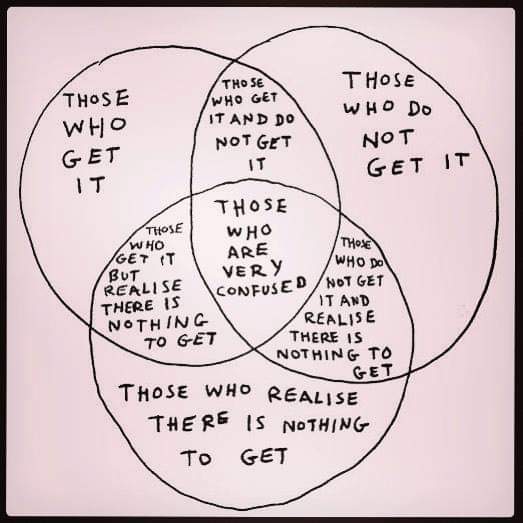 THOSE
WHO
GET
IT
THOSE
WHO GET
IT AND DO
NOT GET
IT
THOSE
WHO DO
NOT
GET IT
THOSE
WHO
GET IT
BUT
REALISE
THERE IS
NOTHING
TO GET
THOSE
WHO
ARE
VERY
CONFUSED
THOSE
WHO DO
NOT GET
IT AND
REALISE
THERE IS
NOTHING TO
GET
THOSE WHO REALISE
THERE IS NOTHING
TO GET